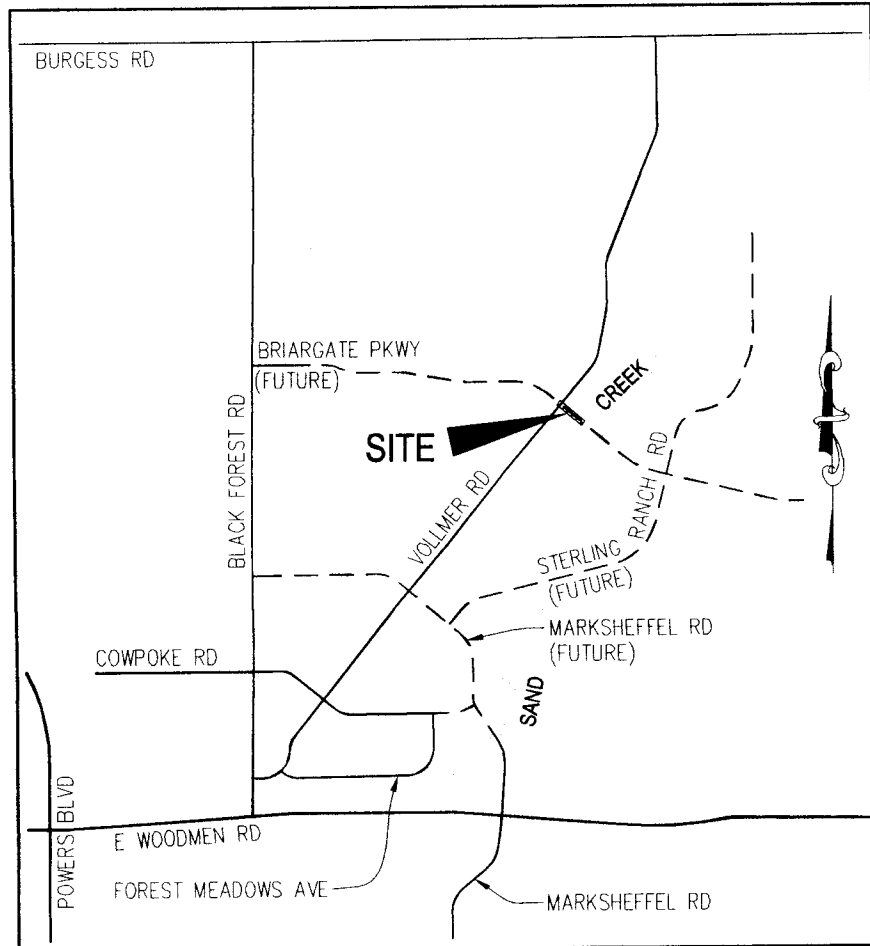 BURGESS RD
BRIARGATE PKWY
(FUTURE)
CREEK
SITE
BLACK FOREST RD
VOLLMER RD
RANCH RD
STERLING
(FUTURE)
MARKSHEFFEL RD
(FUTURE)
COWPOKE RD
SAND
POWERS BLVD
E WOODMEN RD
FOREST MEADOWS AVE
MARKSHEFFEL RD